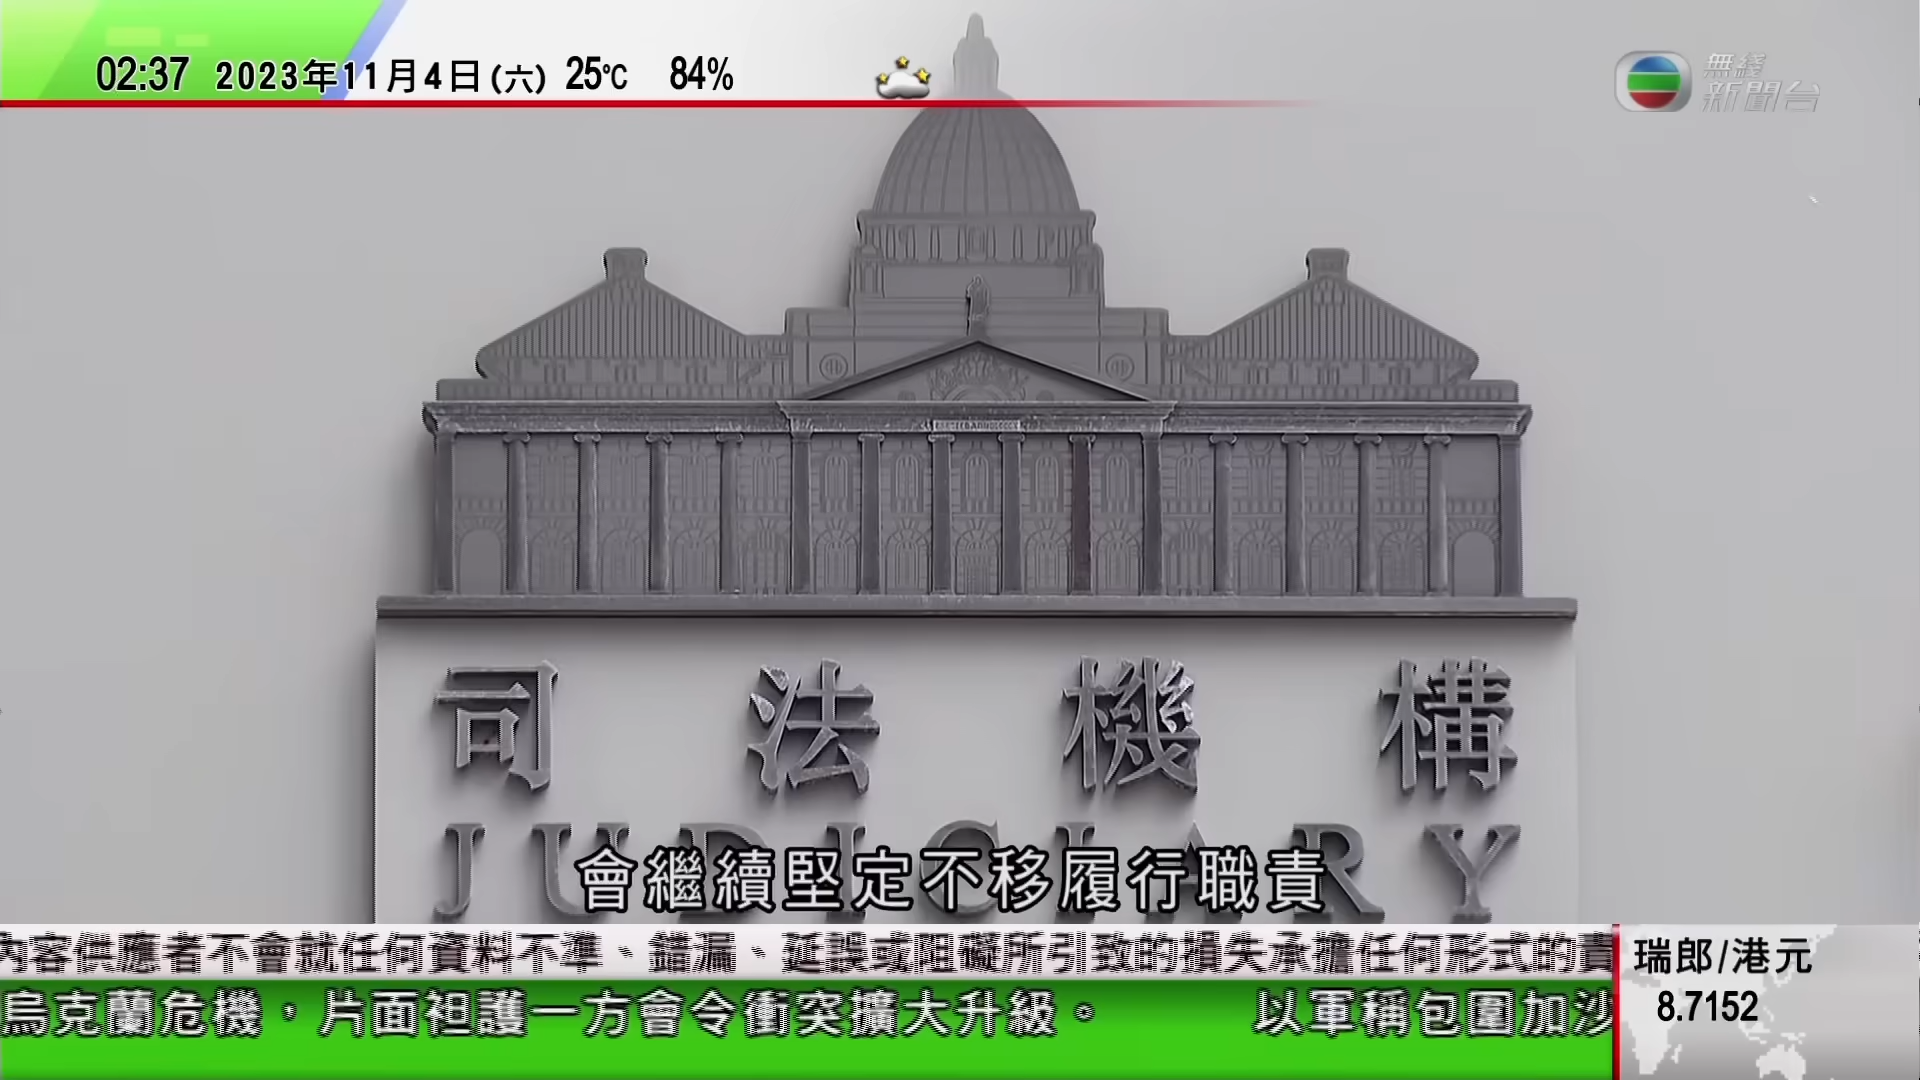 02:37 2023年11月4日(六) 25℃ 84%
無綫
新聞台
司法機構
JUDICIARY
會繼續堅定不移履行職責
內容供應者不會就任何資料不準、錯漏、延誤或阻礙所引致的損失承擔任何形式的責
瑞郎/港元
8.7152
烏克蘭危機，片面袒護一方會令衝突擴大升級。 以軍稱包圍加沙